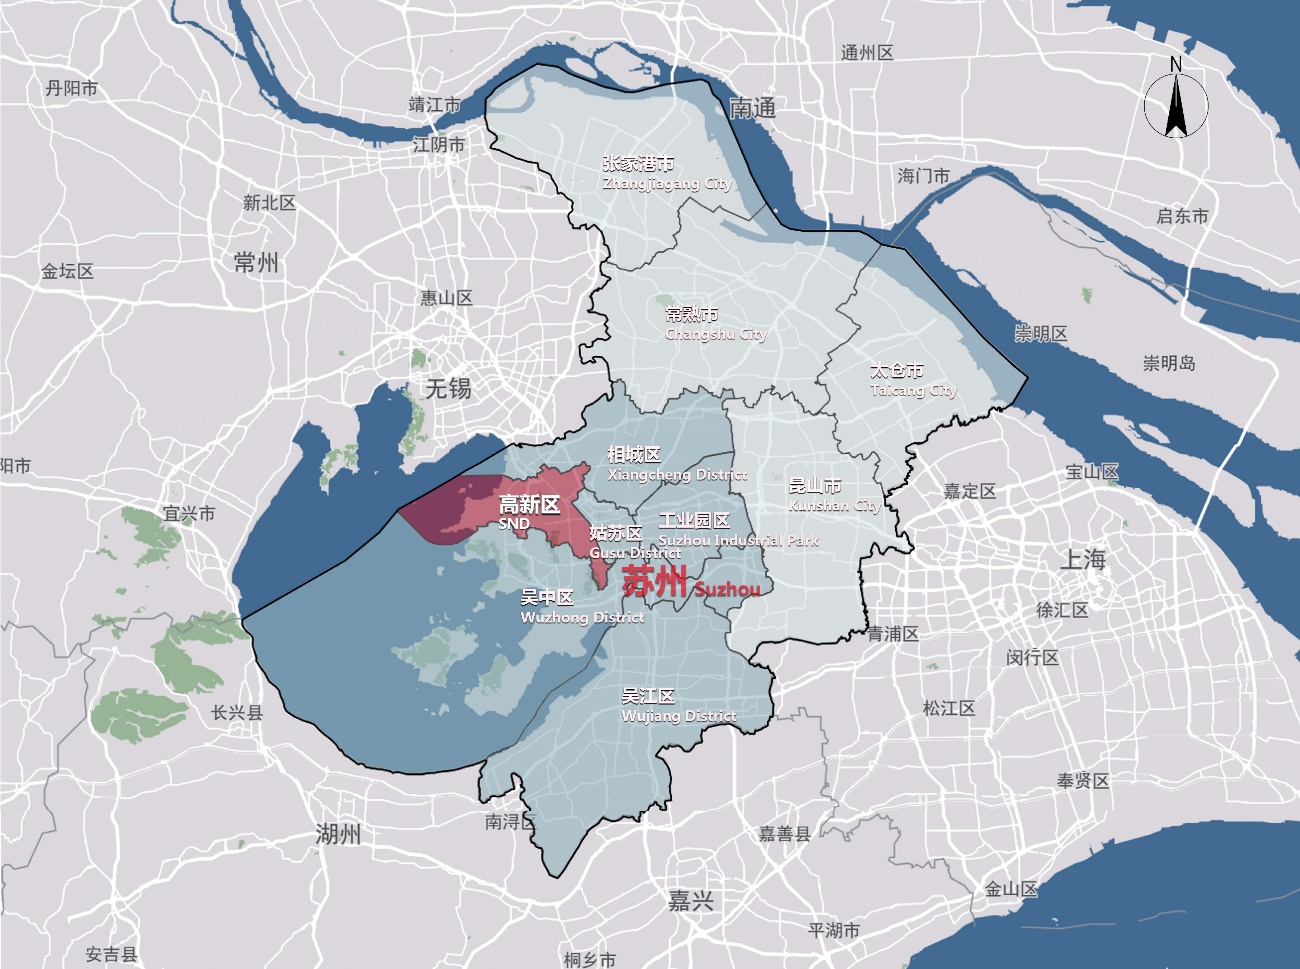 N
通州区
丹阳市
靖江市
南通
江阴市
张家港市
Zhangjiagang City
海门市
新北区
启东市
常州
金坛区
惠山区
常熟市
Changshu City
崇明区
崇明岛
太仓市
Taicang City
无锡
相城区
Xiangcheng District
阳市
宝山区
昆山市
Kunshan City
嘉定区
高新区
SND
宜兴市
工业园区
Suzhou Industrial Park
姑苏区
Gusu District
上海
苏州 Suzhou
吴中区
Wuzhong District
徐汇区
青浦区
闵行区
吴江区
Wujiang District
长兴县
松江区
奉贤区
南浔区
湖州
嘉善县
金山区
嘉兴
平湖市
安吉县
桐乡市